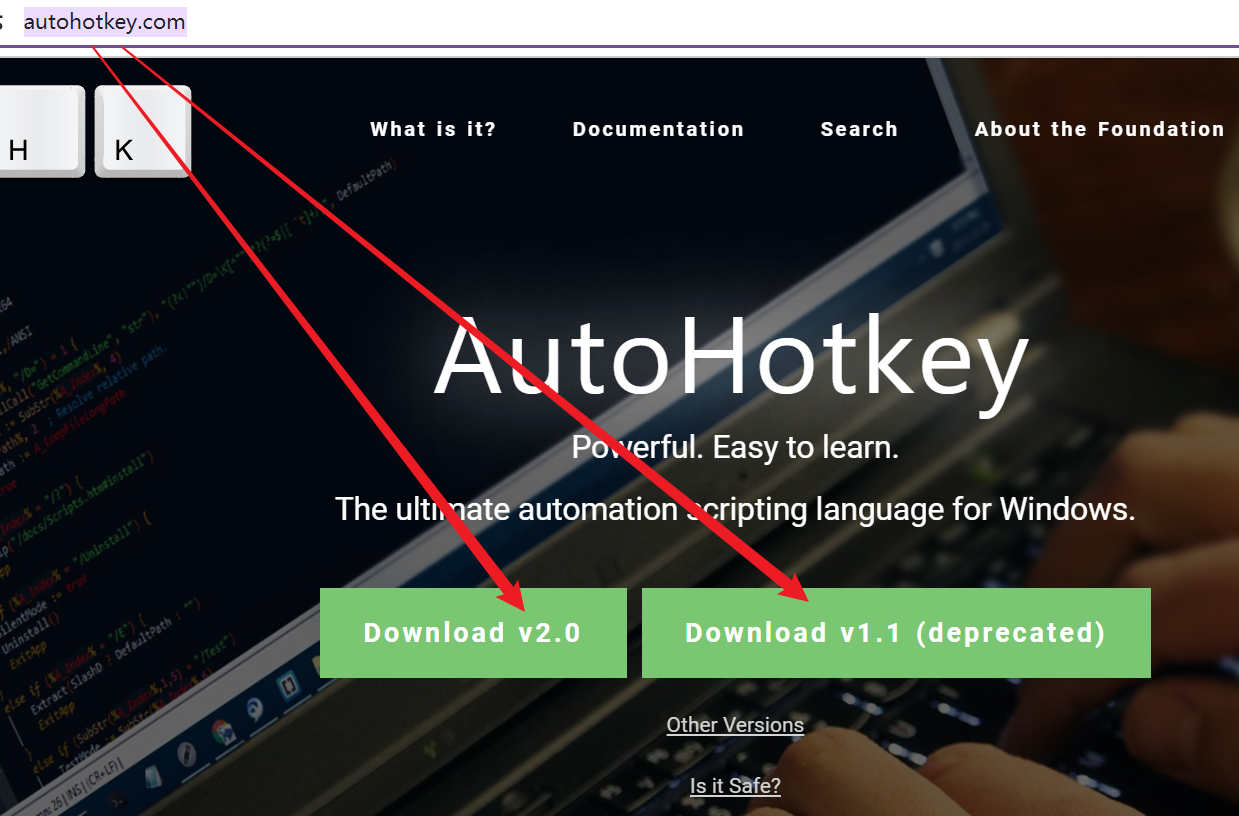 autohotkey.com
H K
What is it? Documentation Search About the Foundation
DefaultPath)
AutoHotkey
Powerful. Easy to learn.
The ultimate automation scripting language for Windows.
Download v2.0 Download v1.1 (deprecated)
Other Versions
Is it Safe?